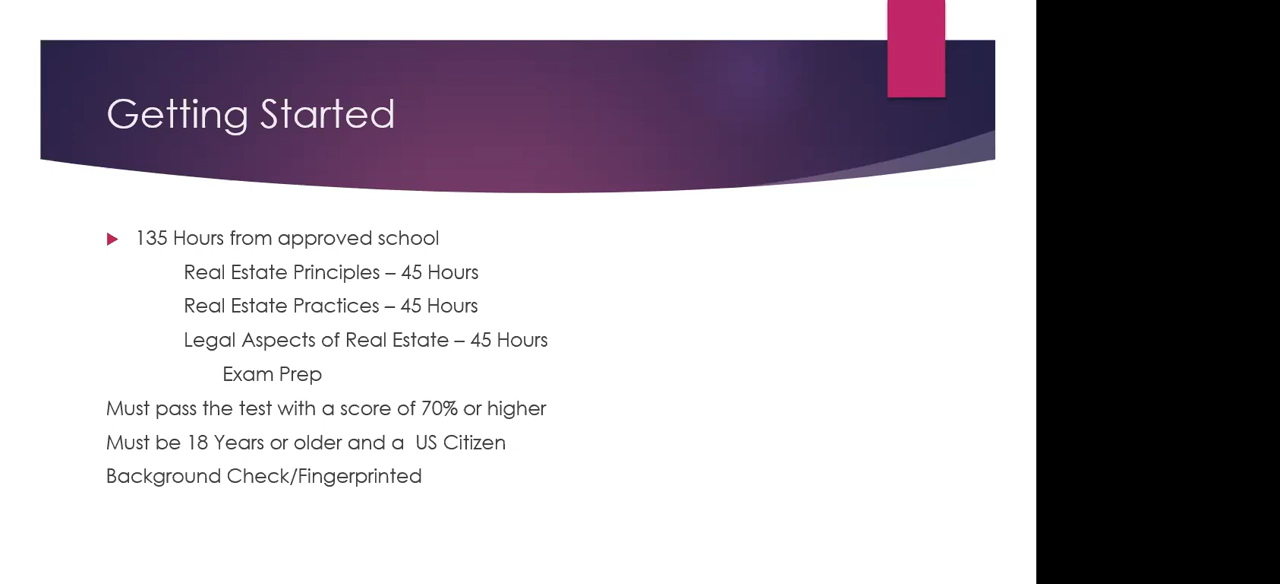 Getting Started
135 Hours from approved school
Real Estate Principles – 45 Hours
Real Estate Practices – 45 Hours
Legal Aspects of Real Estate – 45 Hours
Exam Prep
Must pass the test with a score of 70% or higher
Must be 18 Years or older and a  US Citizen
Background Check/Fingerprinted